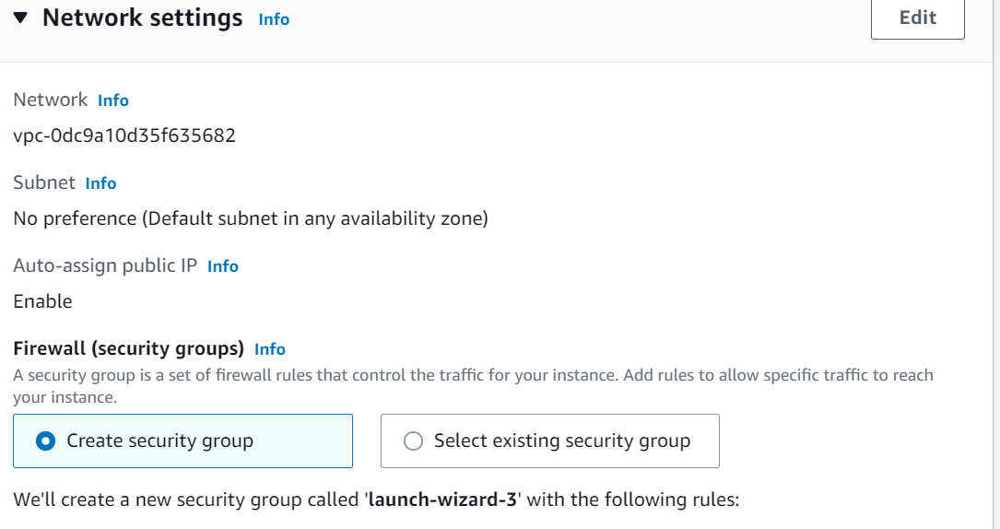 Network settings Info
Edit
Network Info
vpc-0dc9a10d35f635682
Subnet Info
No preference (Default subnet in any availability zone)
Auto-assign public IP Info
Enable
Firewall (security groups) Info
A security group is a set of firewall rules that control the traffic for your instance. Add rules to allow specific traffic to reach
your instance.
Create security group
Select existing security group
We'll create a new security group called 'launch-wizard-3' with the following rules: